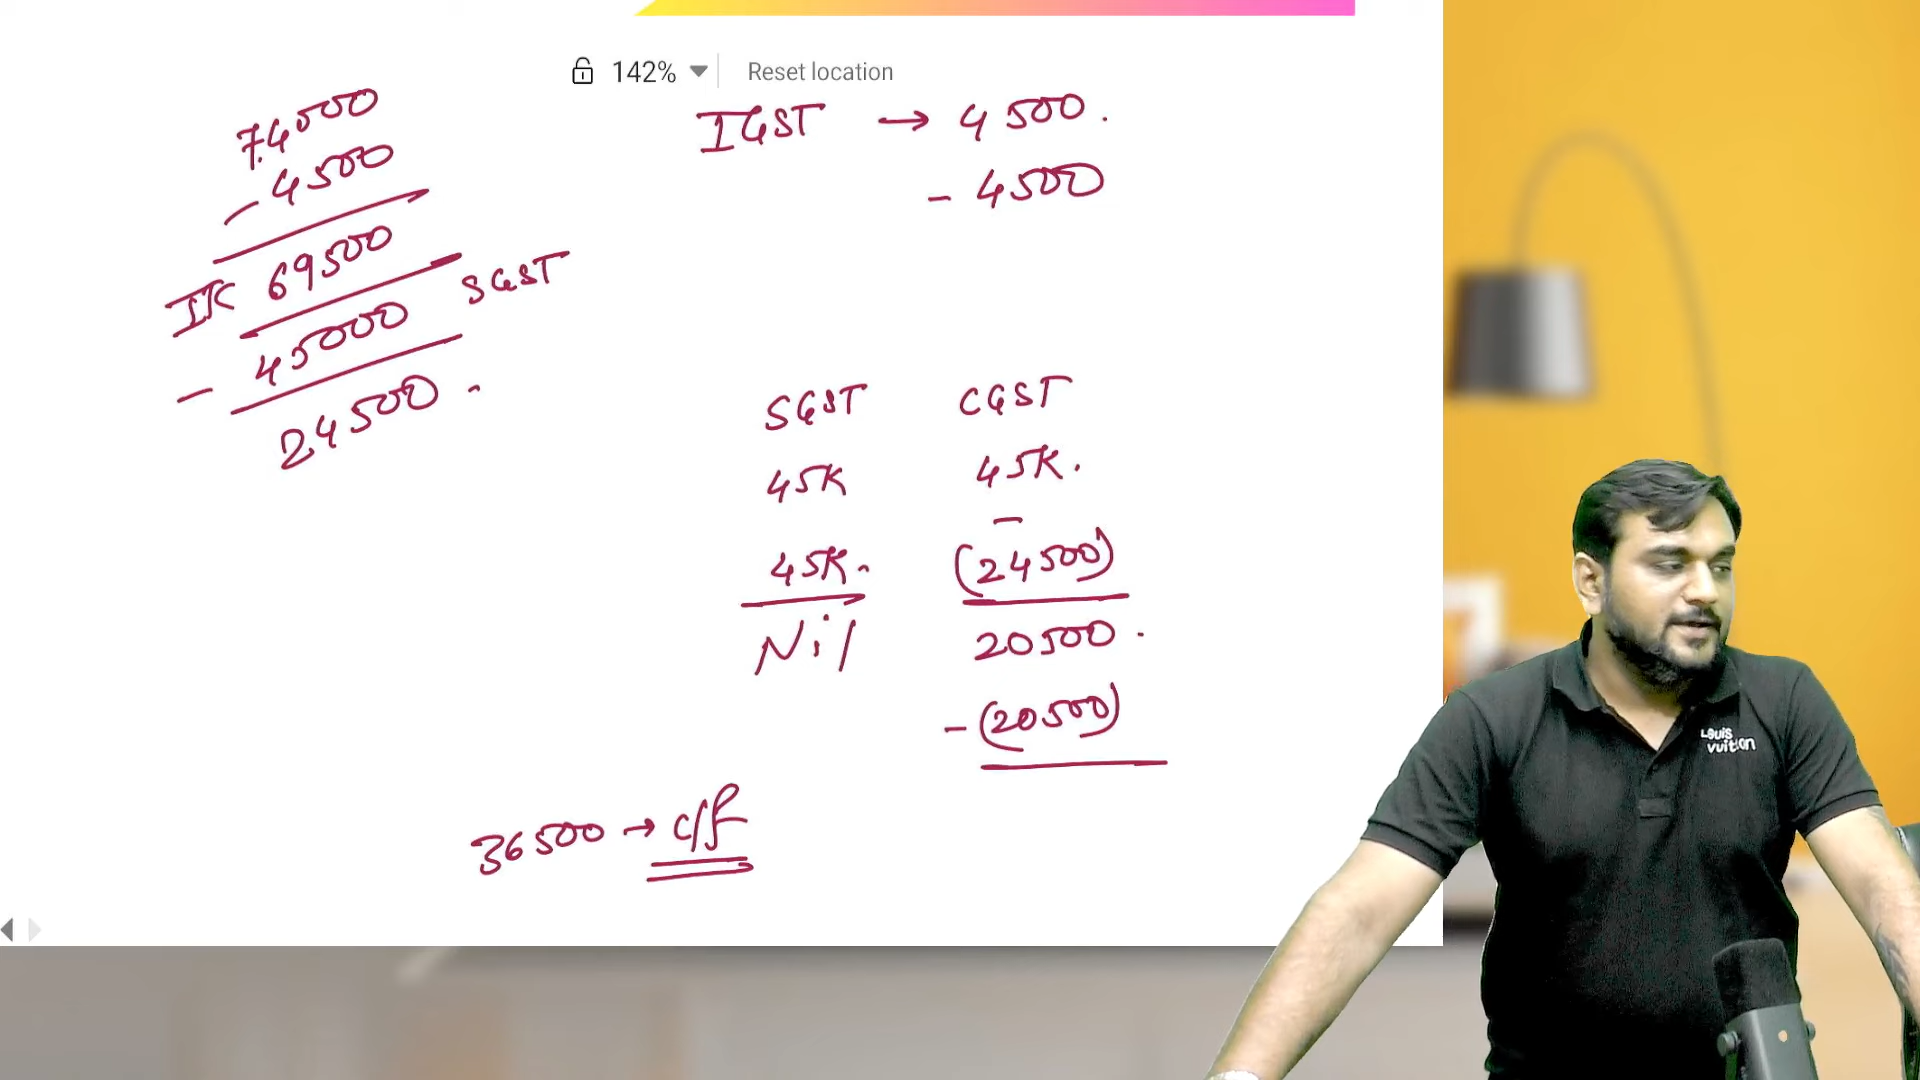 142%
Reset location
74000
- 4500
69500
IK
- 45000 SGST
24500.
IGST → 4500.
- 4500
SGST CGST
45K 45K.
45K. (24500)
Nil 20500.
-(20500)
36500 → c/f
Louis
Vuitton